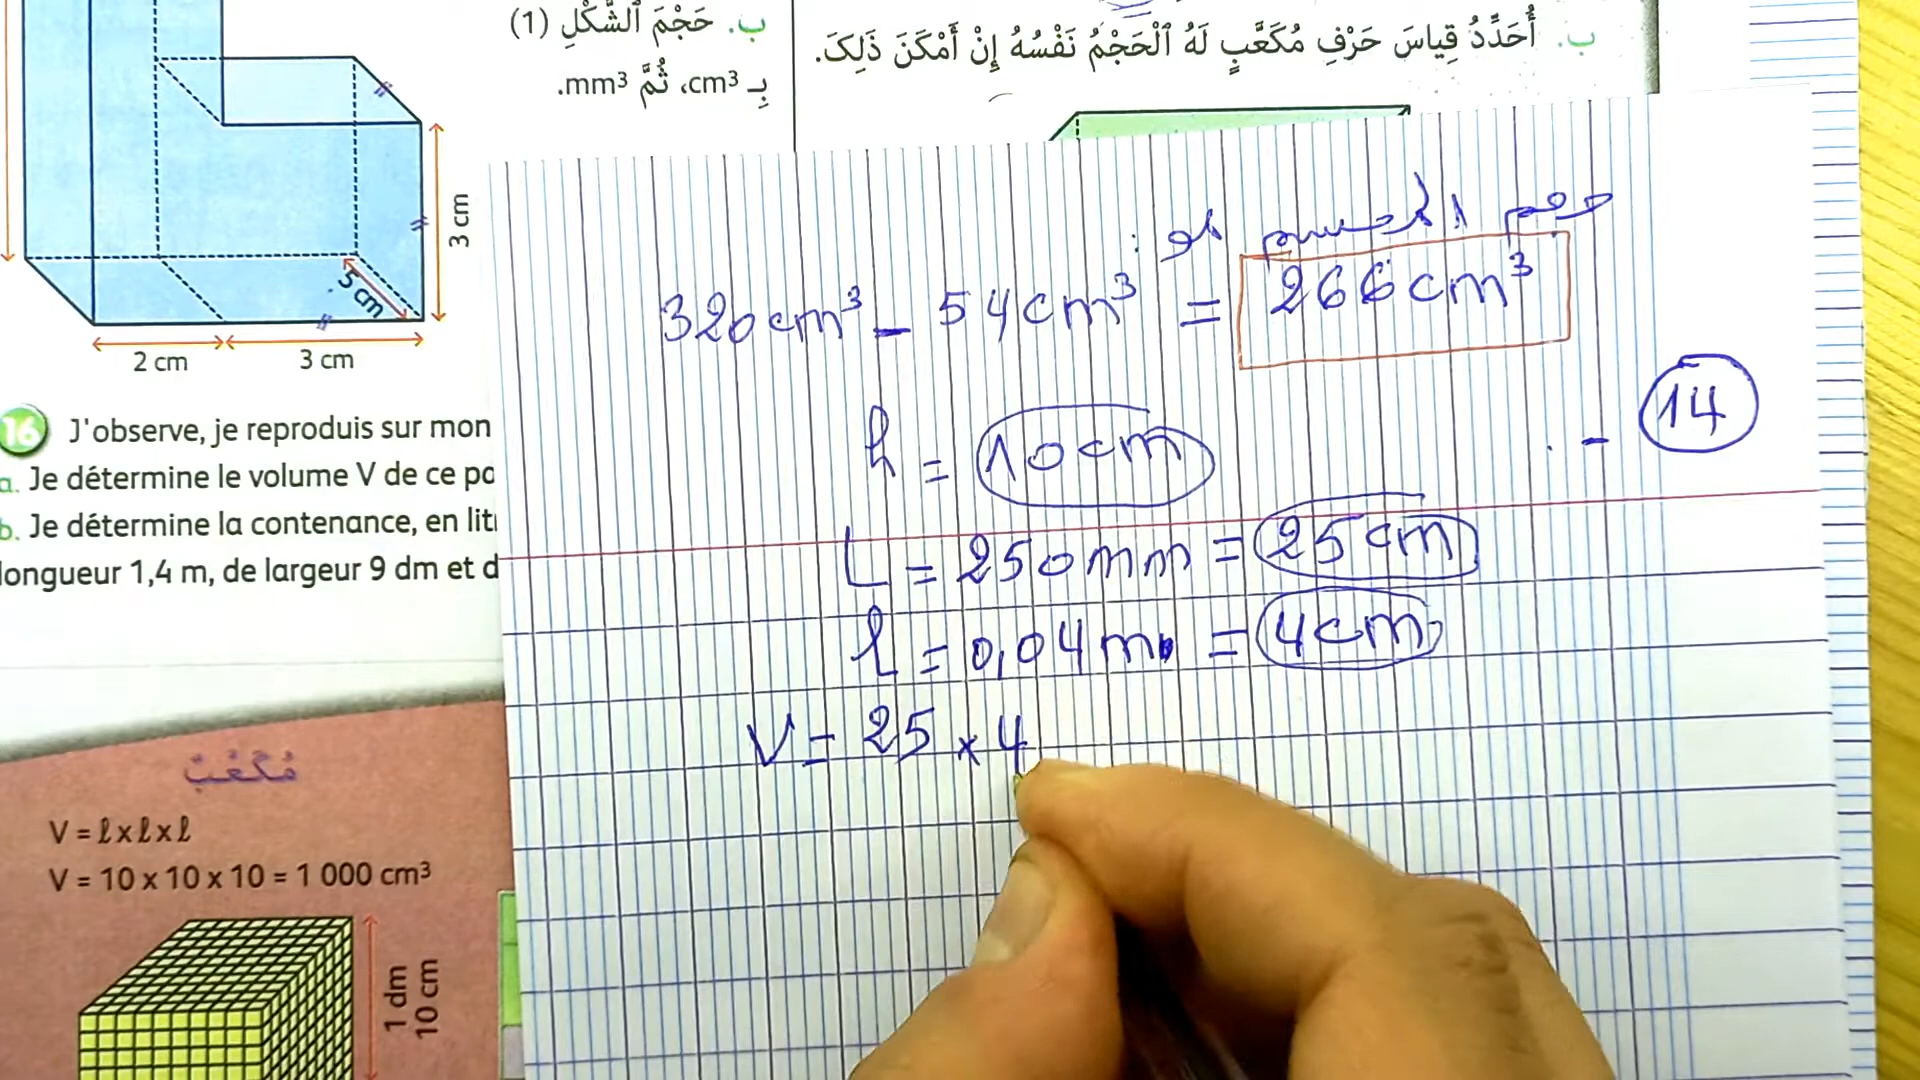 ب. حَجْمَ ٱلشَّكْلِ (1)
بِـ cm³، ثُمَّ mm³.
ب. أُحَدِّدُ قِياسَ حَرْفِ مُكَعَّبٍ لَهُ ٱلْحَجْمُ نَفْسُهُ إِنْ أَمْكَنَ ذَلِكَ.
3 cm
5 cm
2 cm
3 cm
حجم المجسم هو :
320 cm³ - 54 cm³ = 266 cm³
14 -
h = 10 cm
L = 250 mm = 25 cm
l = 0,04 m = 4 cm
V = 25 x 4
16 J'observe, je reproduis sur mon
a. Je détermine le volume V de ce
b. Je détermine la contenance, en
longueur 1,4 m, de largeur 9 dm et
مُكَعَّبٌ
V = ℓ x ℓ x ℓ
V = 10 x 10 x 10 = 1 000 cm³
1 dm
10 cm